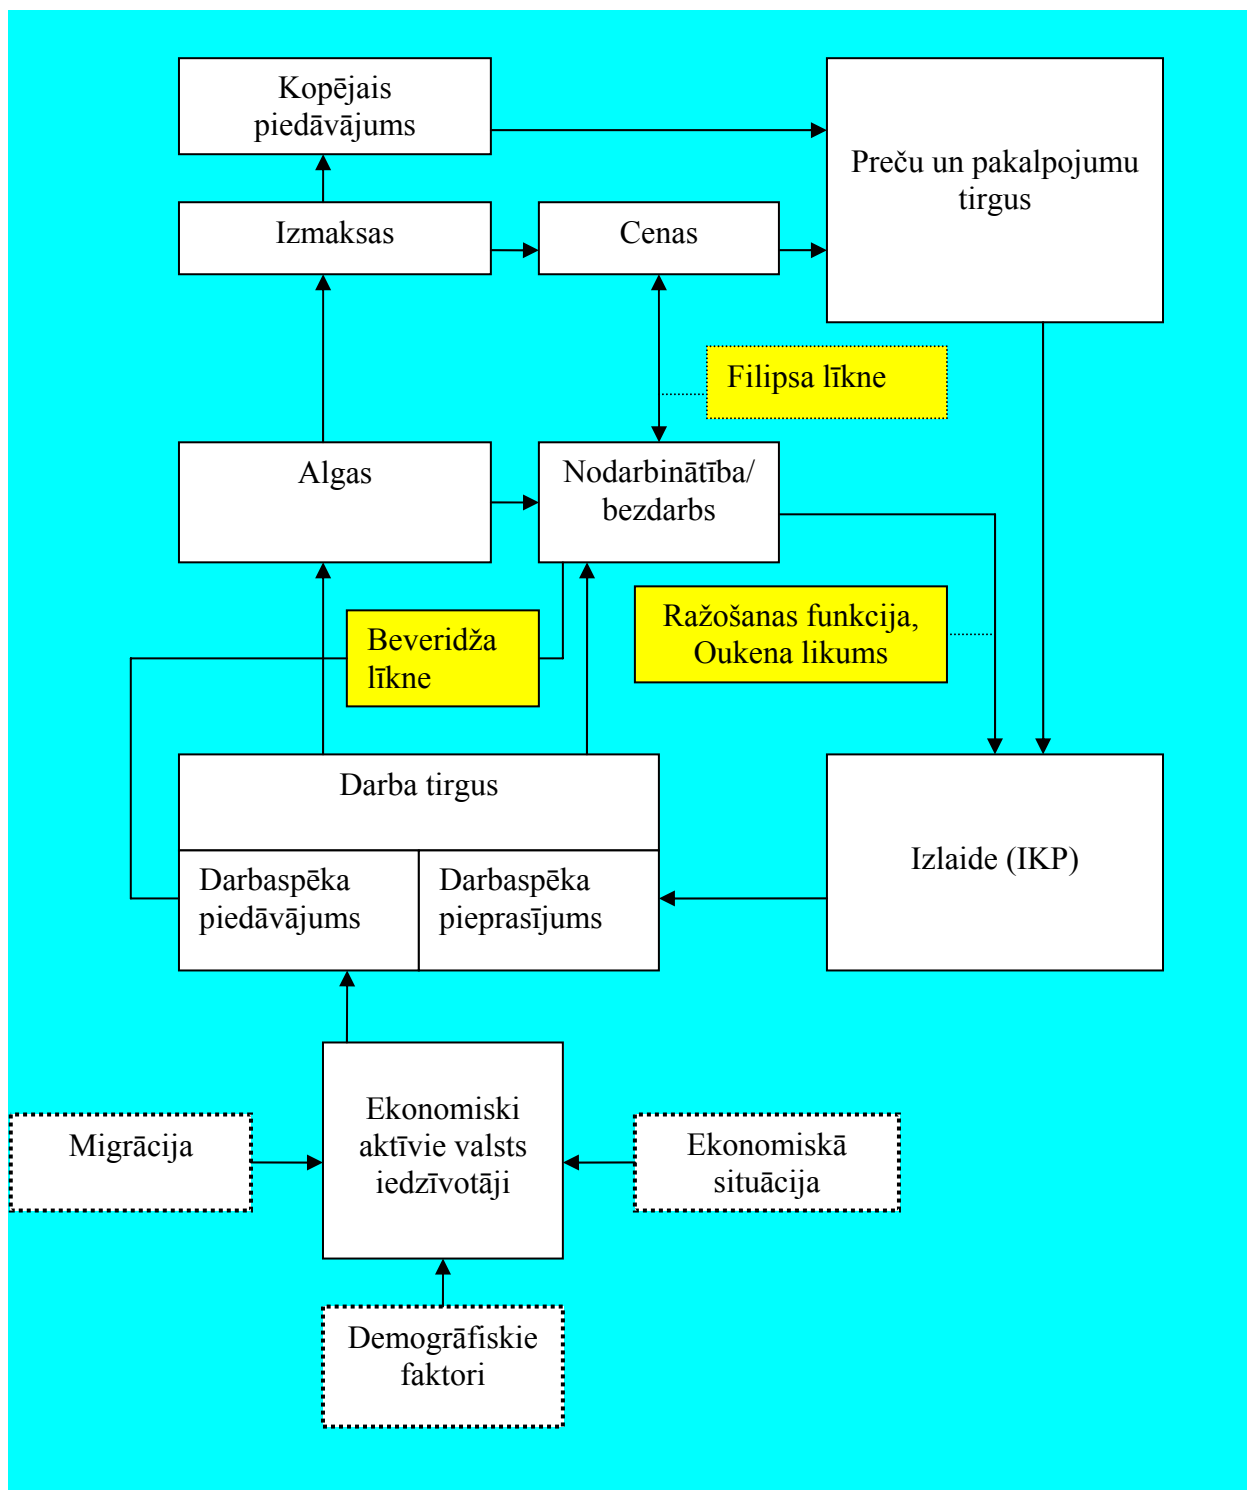 Kopējais
piedāvājums
Preču un pakalpojumu
tirgus
Izmaksas
Cenas
Filipsa līkne
Algas
Nodarbinātība/
bezdarbs
Ražošanas funkcija,
Oukena likums
Beveridža
līkne
Darba tirgus
Izlaide (IKP)
Darbaspēka
piedāvājums
Darbaspēka
pieprasījums
Ekonomiski
aktīvie valsts
iedzīvotāji
Migrācija
Ekonomiskā
situācija
Demogrāfiskie
faktori